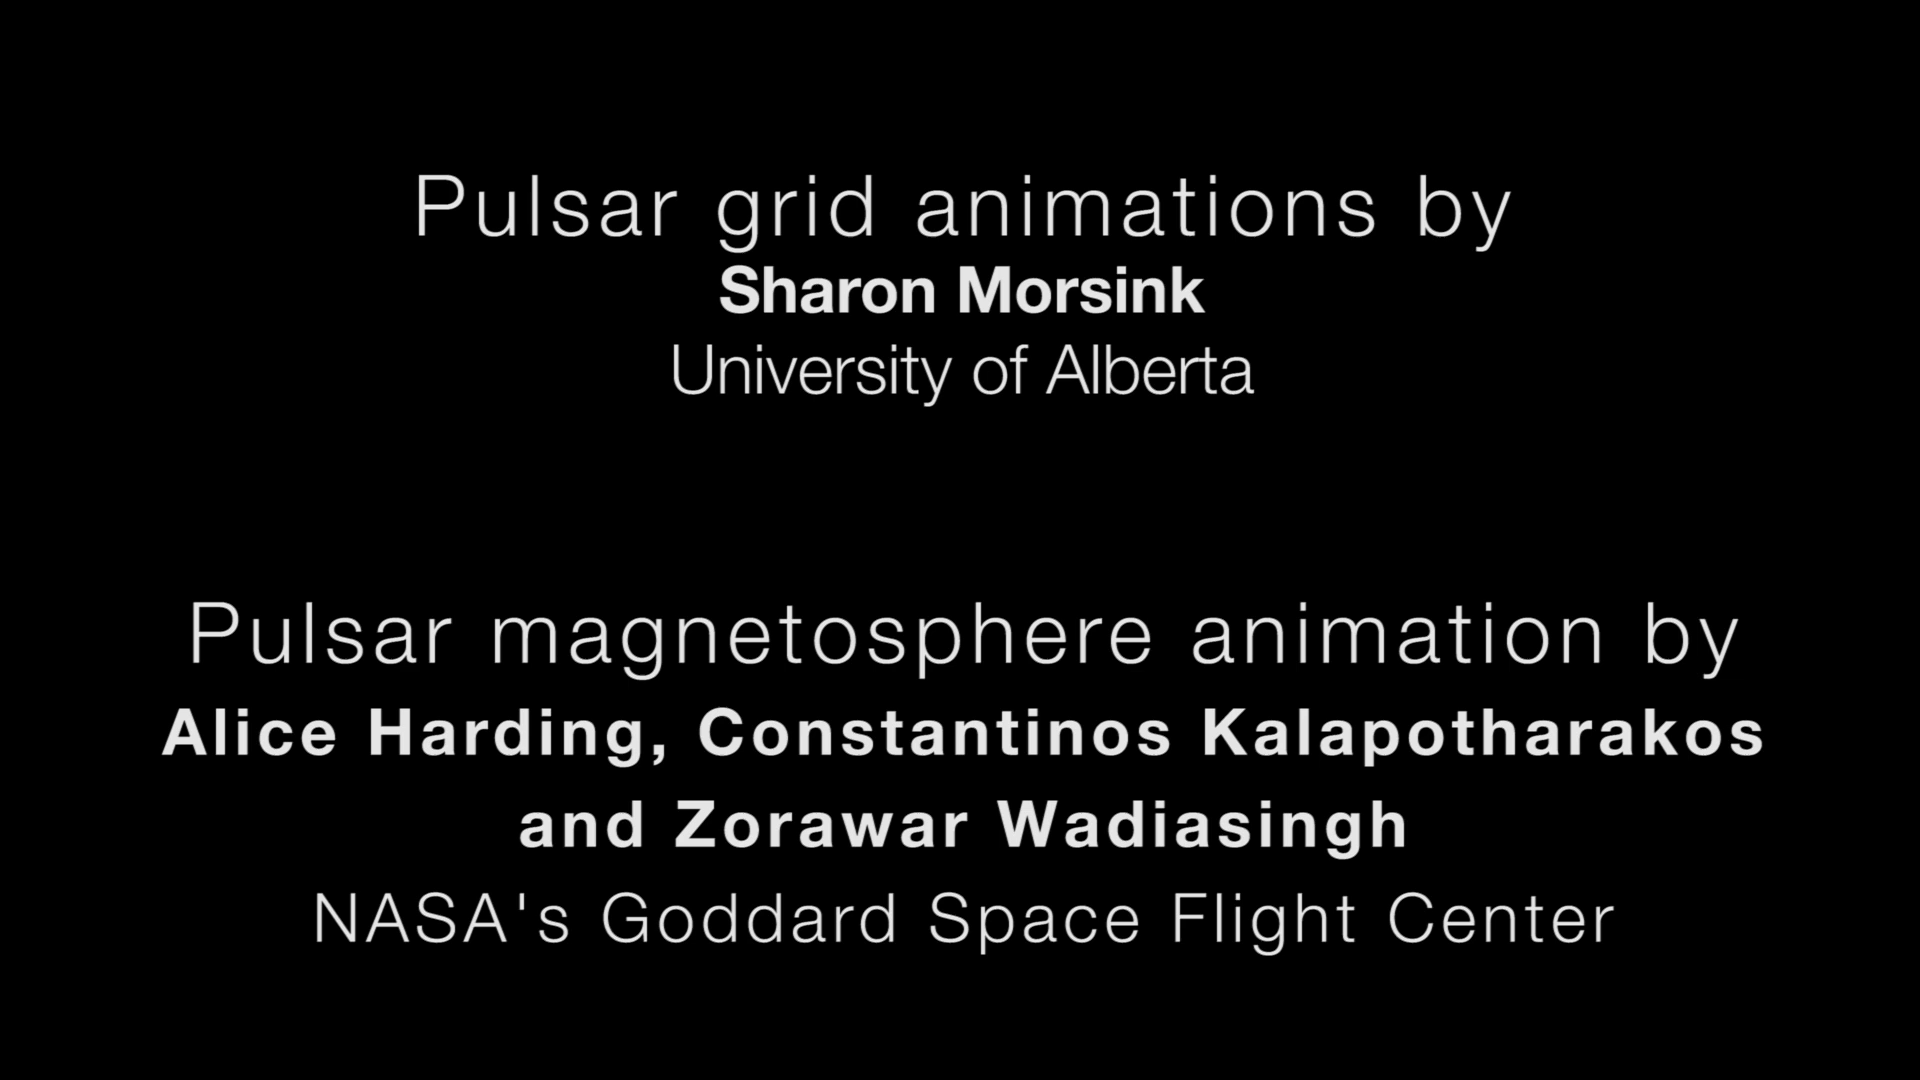 Pulsar grid animations by
Sharon Morsink
University of Alberta
Pulsar magnetosphere animation by
Alice Harding, Constantinos Kalapotharakos
and Zorawar Wadiasingh
NASA's Goddard Space Flight Center